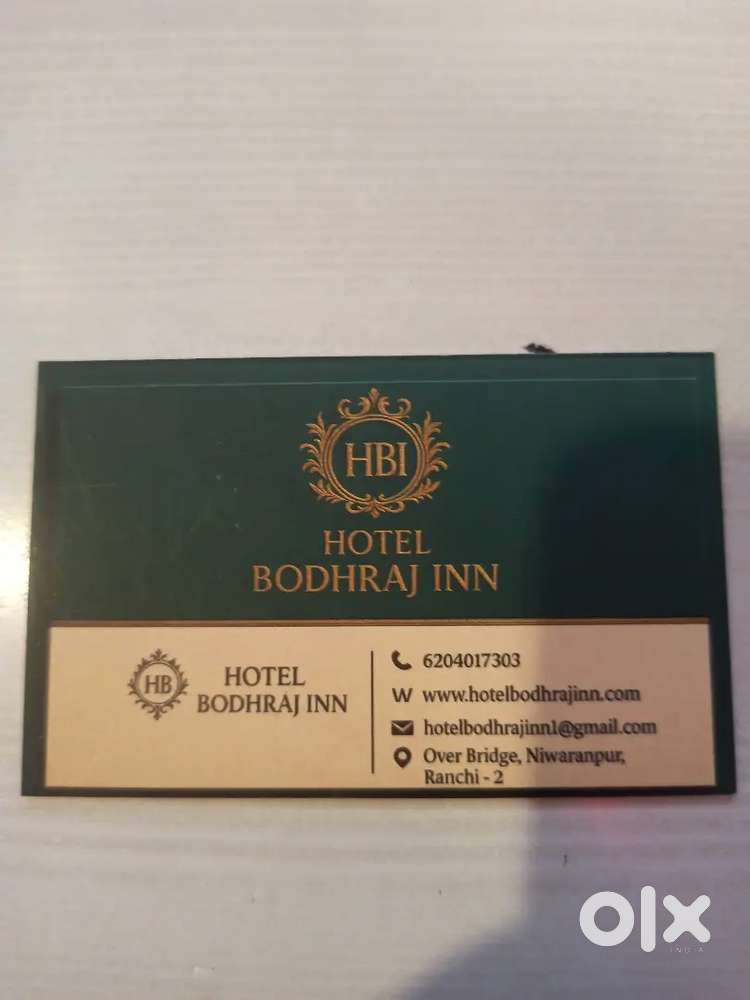 HBI
HOTEL
BODHRAJ INN
HB
HOTEL
BODHRAJ INN
6204017303
W www.hotelbodhrajinn.com
hotelbodhrajinn1@gmail.com
Over Bridge, Niwaranpur,
Ranchi - 2
olx
INDIA